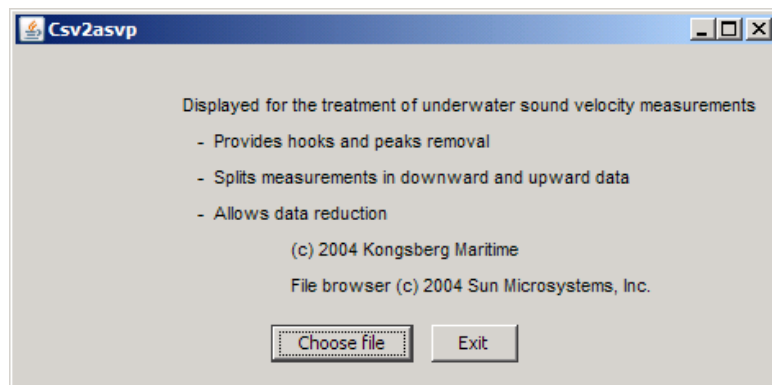 Csv2asvp
Displayed for the treatment of underwater sound velocity measurements
- Provides hooks and peaks removal
- Splits measurements in downward and upward data
- Allows data reduction
(c) 2004 Kongsberg Maritime
File browser (c) 2004 Sun Microsystems, Inc.
Choose file Exit